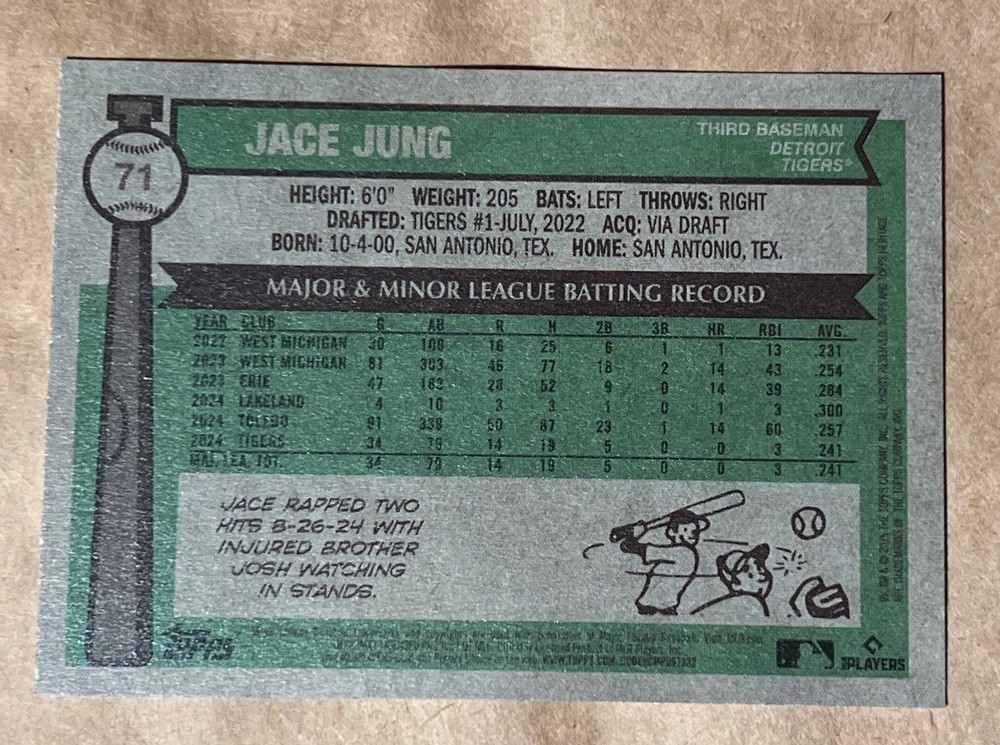 71
JACE JUNG
THIRD BASEMAN
DETROIT
TIGERS®
HEIGHT: 6'0" WEIGHT: 205 BATS: LEFT THROWS: RIGHT
DRAFTED: TIGERS #1-JULY, 2022 ACQ: VIA DRAFT
BORN: 10-4-00, SAN ANTONIO, TEX. HOME: SAN ANTONIO, TEX.
MAJOR & MINOR LEAGUE BATTING RECORD
YEAR CLUB G AB R H 2B 3B HR RBI AVG.
2022 WEST MICHIGAN 30 108 16 25 6 1 1 13 .231
2023 WEST MICHIGAN 81 303 46 77 18 2 14 43 .254
2023 ERIE 47 183 28 52 9 0 14 39 .284
2024 LAKELAND 4 10 3 3 1 0 1 3 .300
2024 TOLEDO 91 338 50 87 23 1 14 60 .257
2024 TIGERS 34 79 14 19 5 0 0 3 .241
MAJ. LEA. TOT. 34 79 14 19 5 0 0 3 .241
JACE RAPPED TWO
HITS 8-26-24 WITH
INJURED BROTHER
JOSH WATCHING
IN STANDS.
Topps
PLAYERS